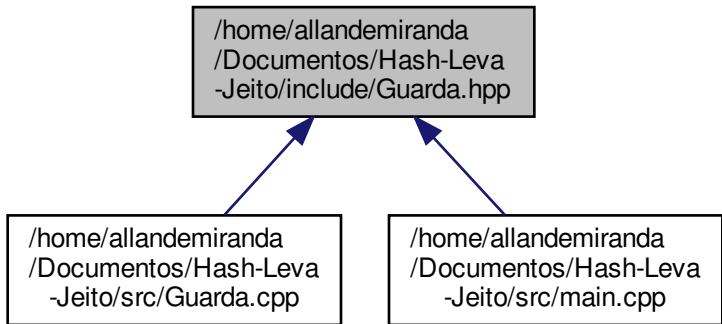 /home/allandemiranda
/Documentos/Hash-Leva
-Jeito/include/Guarda.hpp
/home/allandemiranda
/Documentos/Hash-Leva
-Jeito/src/Guarda.cpp
/home/allandemiranda
/Documentos/Hash-Leva
-Jeito/src/main.cpp